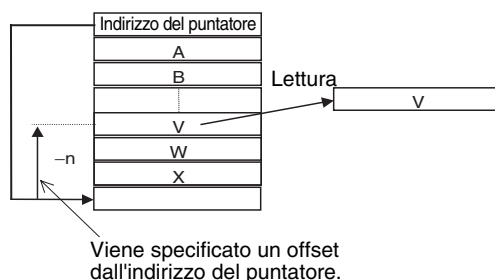 Indirizzo del puntatore
A
B
Lettura
V
V
–n
W
X
Viene specificato un offset
dall'indirizzo del puntatore.